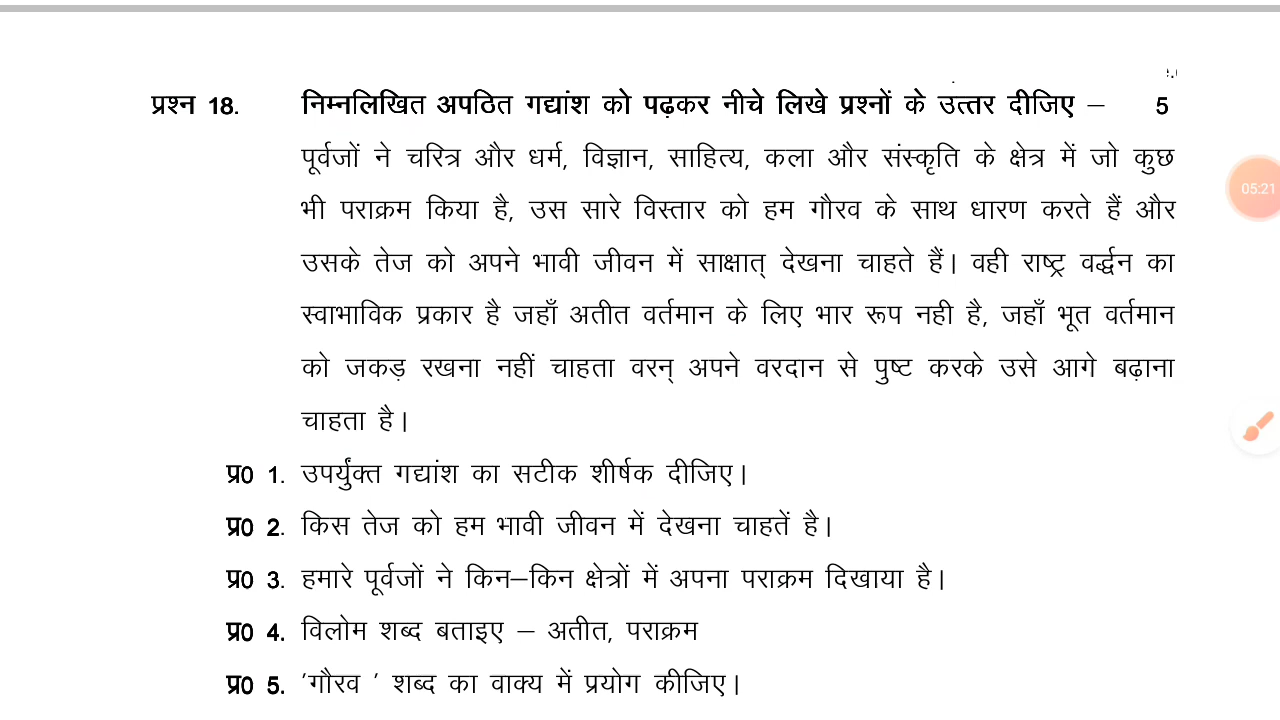 प्रश्न 18. निम्नलिखित अपठित गद्यांश को पढ़कर नीचे लिखे प्रश्नों के उत्तर दीजिए – 5
पूर्वजों ने चरित्र और धर्म, विज्ञान, साहित्य, कला और संस्कृति के क्षेत्र में जो कुछ
भी पराक्रम किया है, उस सारे विस्तार को हम गौरव के साथ धारण करते हैं और
उसके तेज को अपने भावी जीवन में साक्षात् देखना चाहते हैं। वही राष्ट्र वर्द्धन का
स्वाभाविक प्रकार है जहाँ अतीत वर्तमान के लिए भार रूप नही है, जहाँ भूत वर्तमान
को जकड़ रखना नहीं चाहता वरन् अपने वरदान से पुष्ट करके उसे आगे बढ़ाना
चाहता है।
प्र0 1. उपर्युंक्त गद्यांश का सटीक शीर्षक दीजिए।
प्र0 2. किस तेज को हम भावी जीवन में देखना चाहतें है।
प्र0 3. हमारे पूर्वजों ने किन–किन क्षेत्रों में अपना पराक्रम दिखाया है।
प्र0 4. विलोम शब्द बताइए – अतीत, पराक्रम
प्र0 5. 'गौरव ' शब्द का वाक्य में प्रयोग कीजिए।
05:21